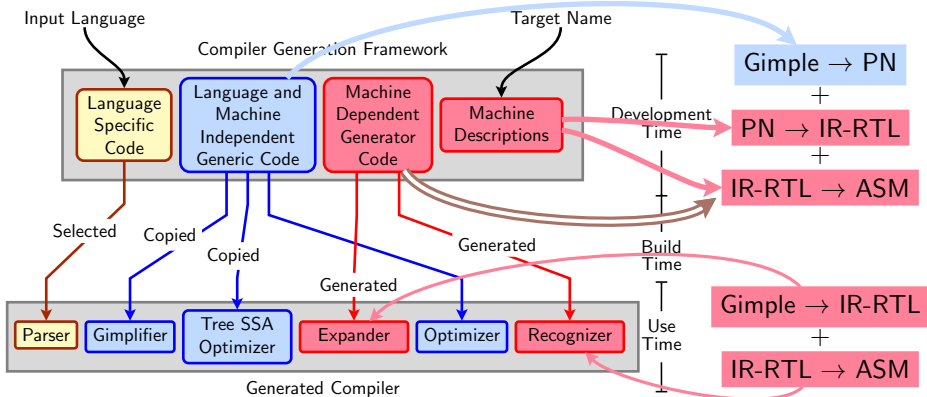 Input Language
Target Name
Compiler Generation Framework
Language
Specific
Code
Language and
Machine
Independent
Generic Code
Machine
Dependent
Generator
Code
Machine
Descriptions
Development
Time
Gimple → PN
+
PN → IR-RTL
+
IR-RTL → ASM
Selected
Copied
Copied
Generated
Generated
Build
Time
Parser
Gimplifier
Tree SSA
Optimizer
Expander
Optimizer
Recognizer
Use
Time
Gimple → IR-RTL
+
IR-RTL → ASM
Generated Compiler